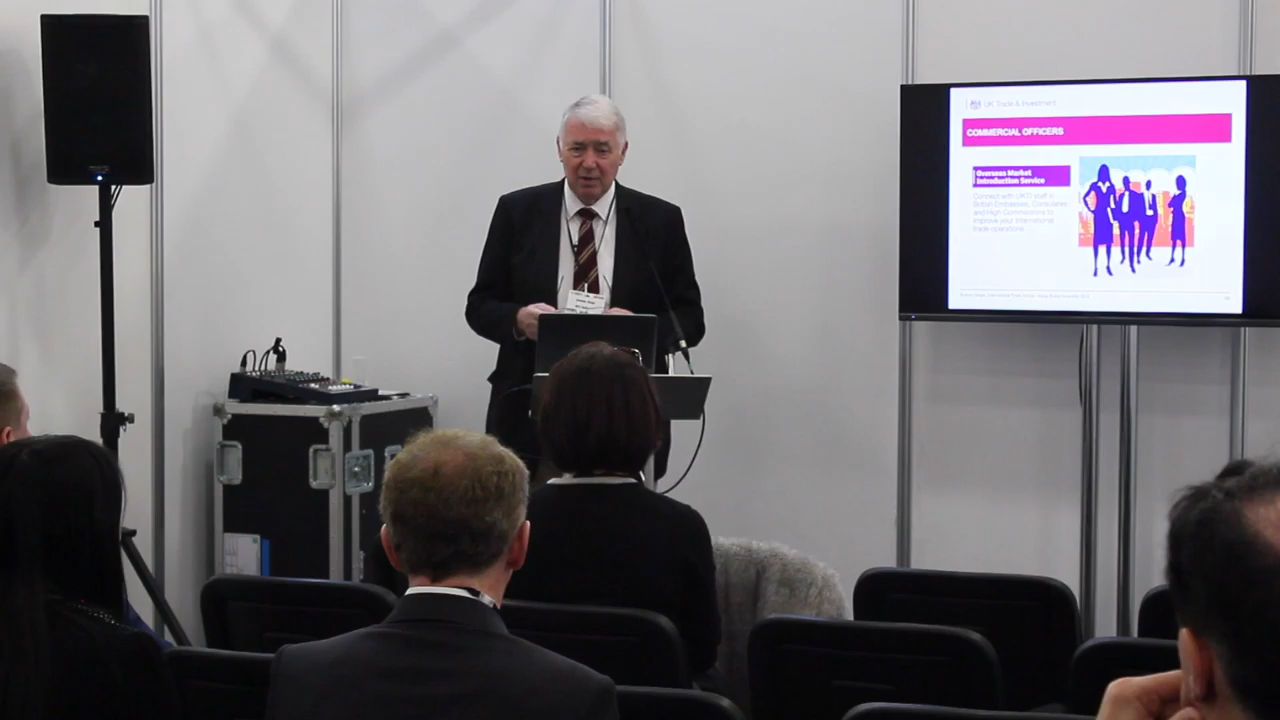 UK Trade & Investment
COMMERCIAL OFFICERS
Overseas Market
Introduction Service
Connect with UKTI staff in
British Embassies, Consulates
and High Commissions to
improve your international
trade operations.